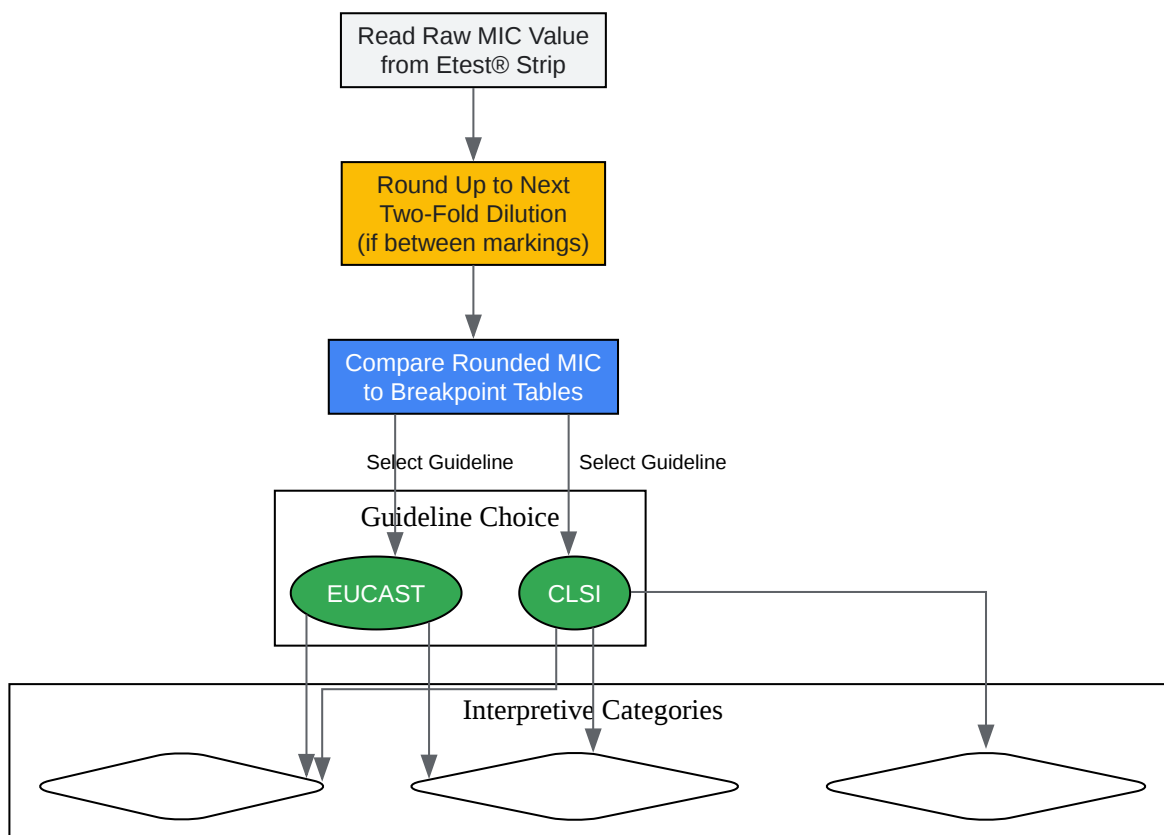 Read Raw MIC Value
from Etest® Strip
Round Up to Next
Two-Fold Dilution
(if between markings)
Compare Rounded MIC
to Breakpoint Tables
Select Guideline
Select Guideline
Guideline Choice
EUCAST
CLSI
Interpretive Categories